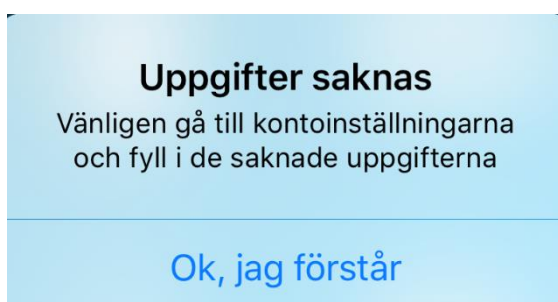 Uppgifter saknas
Vänligen gå till kontoinställningarna
och fyll i de saknade uppgifterna
Ok, jag förstår